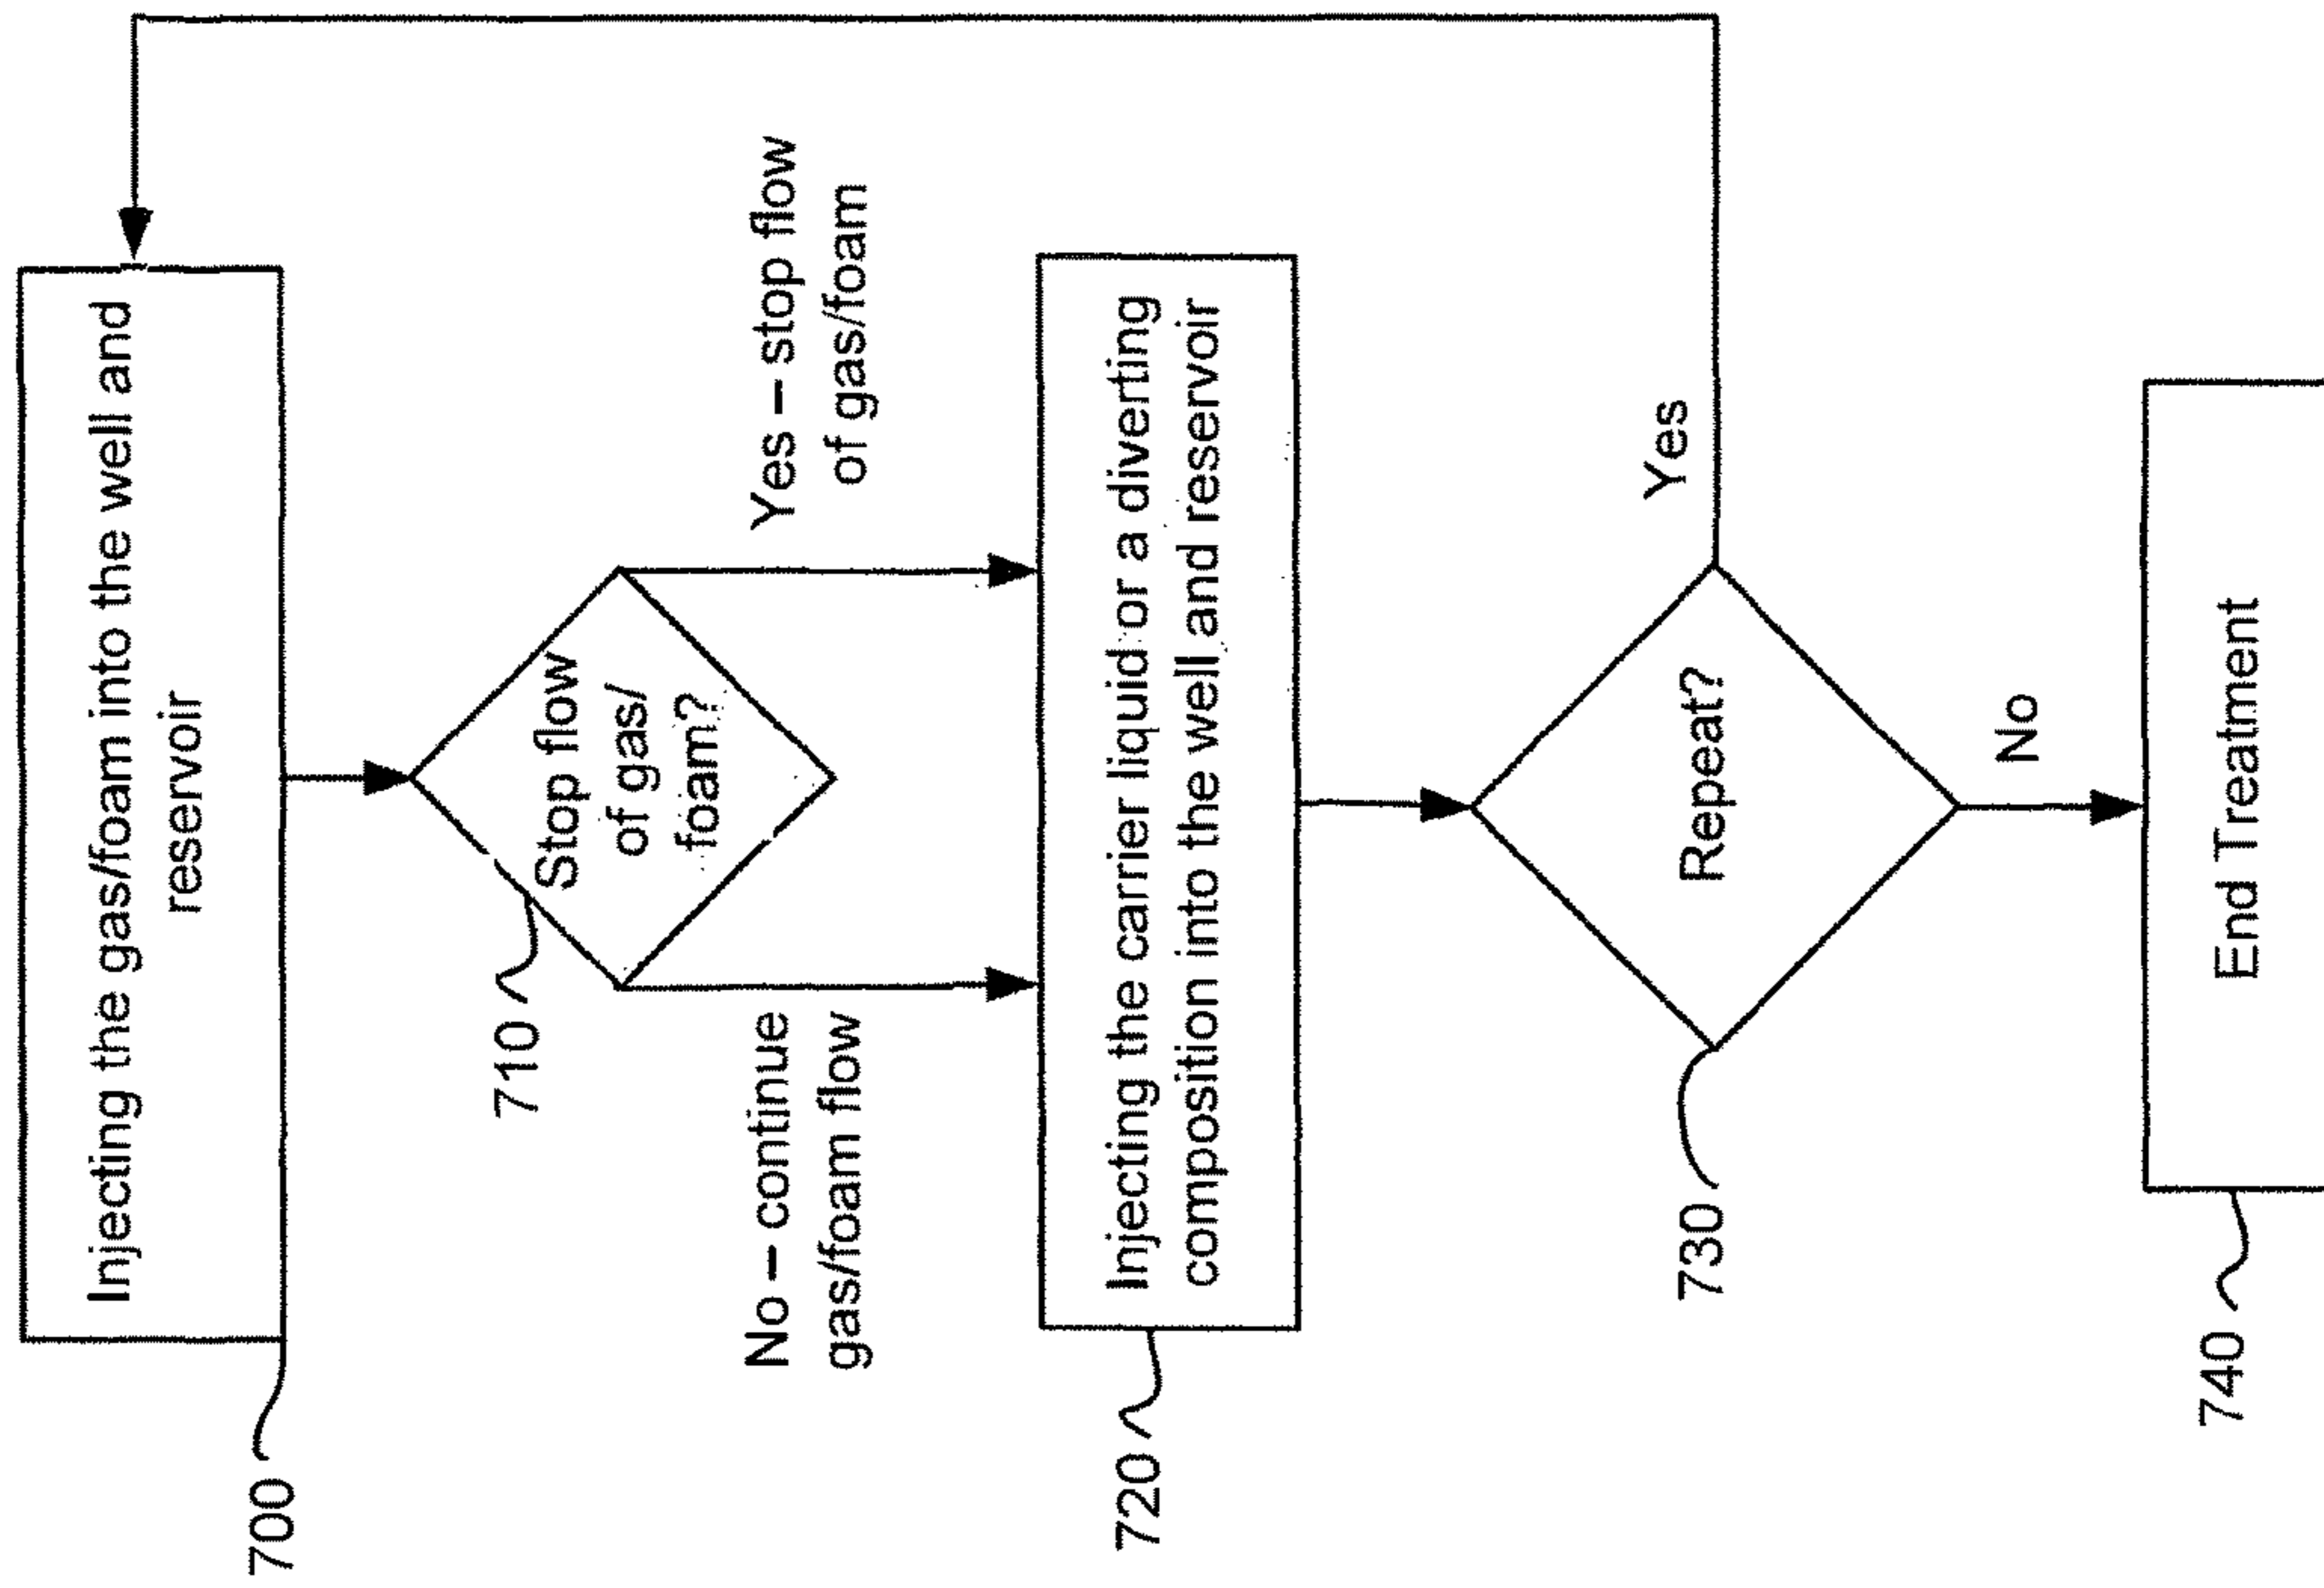 Injecting the gas/foam into the well and
reservoir
700
Stop flow
of gas/
foam?
710
No – continue
gas/foam flow
Yes – stop flow
of gas/foam
Injecting the carrier liquid or a diverting
composition into the well and reservoir
720
Repeat?
730
Yes
No
End Treatment
740